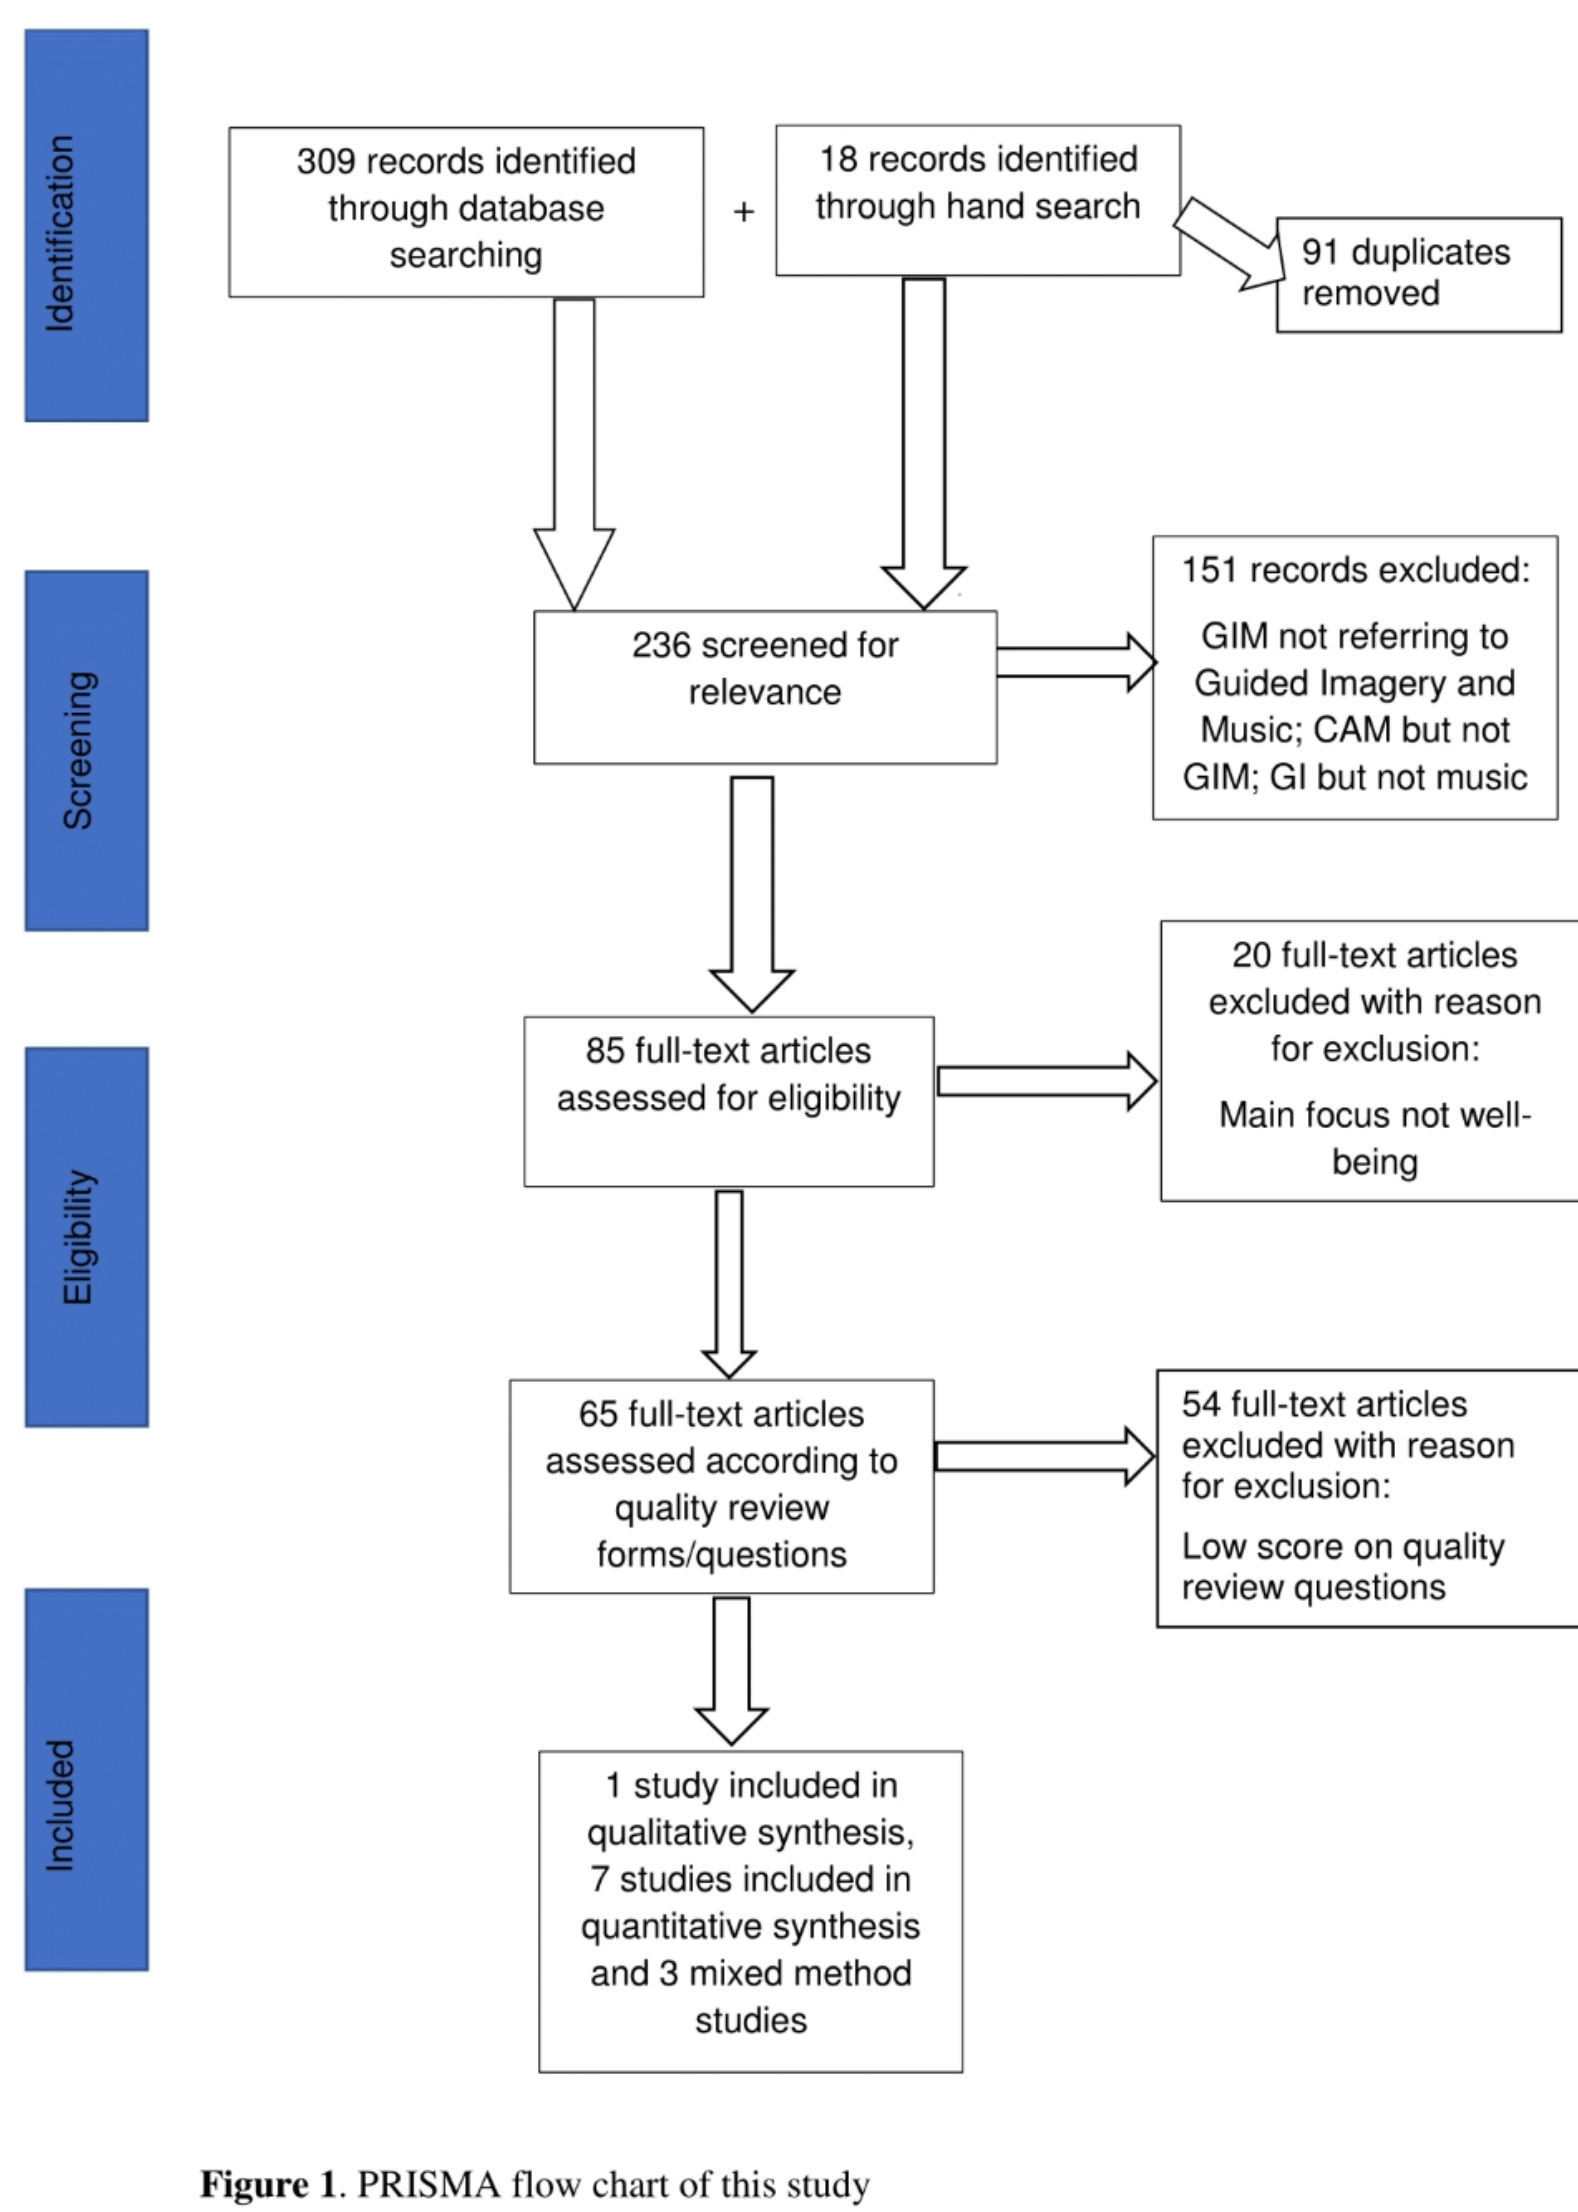 Identification
309 records identified
through database
searching
+
18 records identified
through hand search
91 duplicates
removed
Screening
236 screened for
relevance
151 records excluded:
GIM not referring to
Guided Imagery and
Music; CAM but not
GIM; GI but not music
Eligibility
85 full-text articles
assessed for eligibility
20 full-text articles
excluded with reason
for exclusion:
Main focus not well-
being
65 full-text articles
assessed according to
quality review
forms/questions
54 full-text articles
excluded with reason
for exclusion:
Low score on quality
review questions
Included
1 study included in
qualitative synthesis,
7 studies included in
quantitative synthesis
and 3 mixed method
studies
Figure 1. PRISMA flow chart of this study